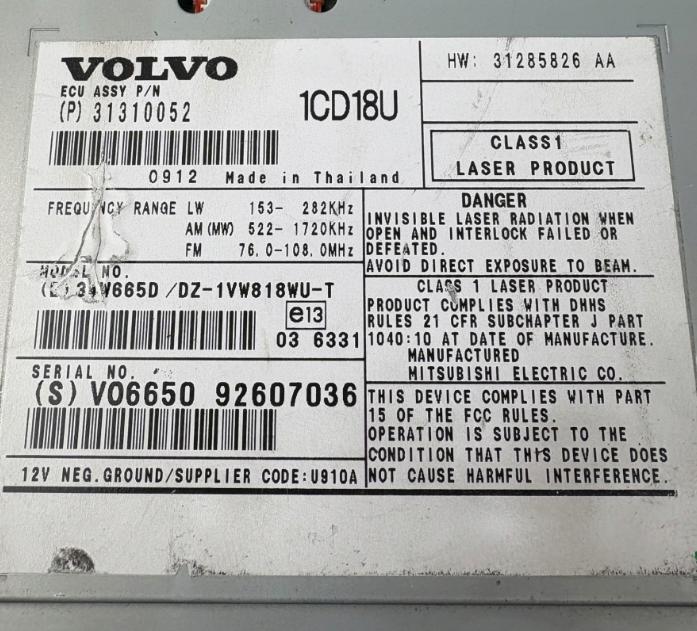 VOLVO
ECU ASSY P/N
(P) 31310052
1CD18U
HW: 31285826 AA
CLASS1
LASER PRODUCT
0912 Made in Thailand
FREQUENCY RANGE LW 153- 282KHz
AM(MW) 522- 1720KHz
FM 76.0-108.0MHz
DANGER
INVISIBLE LASER RADIATION WHEN
OPEN AND INTERLOCK FAILED OR
DEFEATED.
AVOID DIRECT EXPOSURE TO BEAM.
MODEL NO.
/DZ-1VW818WU-T
e13
03 6331
CLASS 1 LASER PRODUCT
PRODUCT COMPLIES WITH DHHS
RULES 21 CFR SUBCHAPTER J PART
1040:10 AT DATE OF MANUFACTURE.
MANUFACTURED
MITSUBISHI ELECTRIC CO.
SERIAL NO.
(S) VO6650 92607036
THIS DEVICE COMPLIES WITH PART
15 OF THE FCC RULES.
OPERATION IS SUBJECT TO THE
CONDITION THAT THIS DEVICE DOES
NOT CAUSE HARMFUL INTERFERENCE.
12V NEG.GROUND/SUPPLIER CODE:U910A